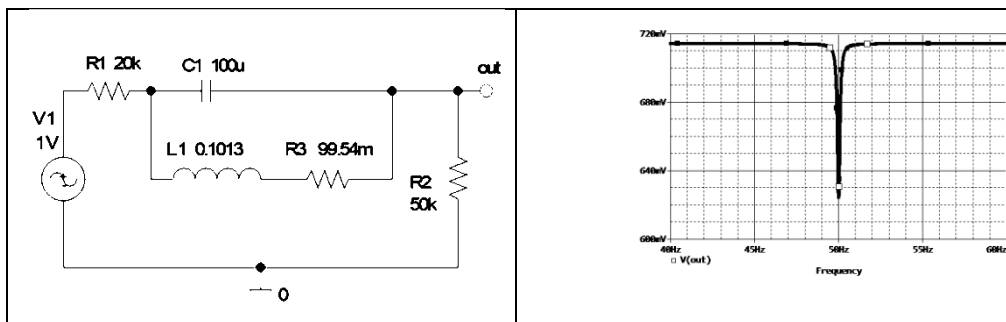 R1 20k
C1 100u
out
V1
1V
L1 0.1013
R3 99.54m
R2
50k
0
720mV
680mV
640mV
600mV
40Hz
45Hz
50Hz
55Hz
60Hz
V(out)
Frequency